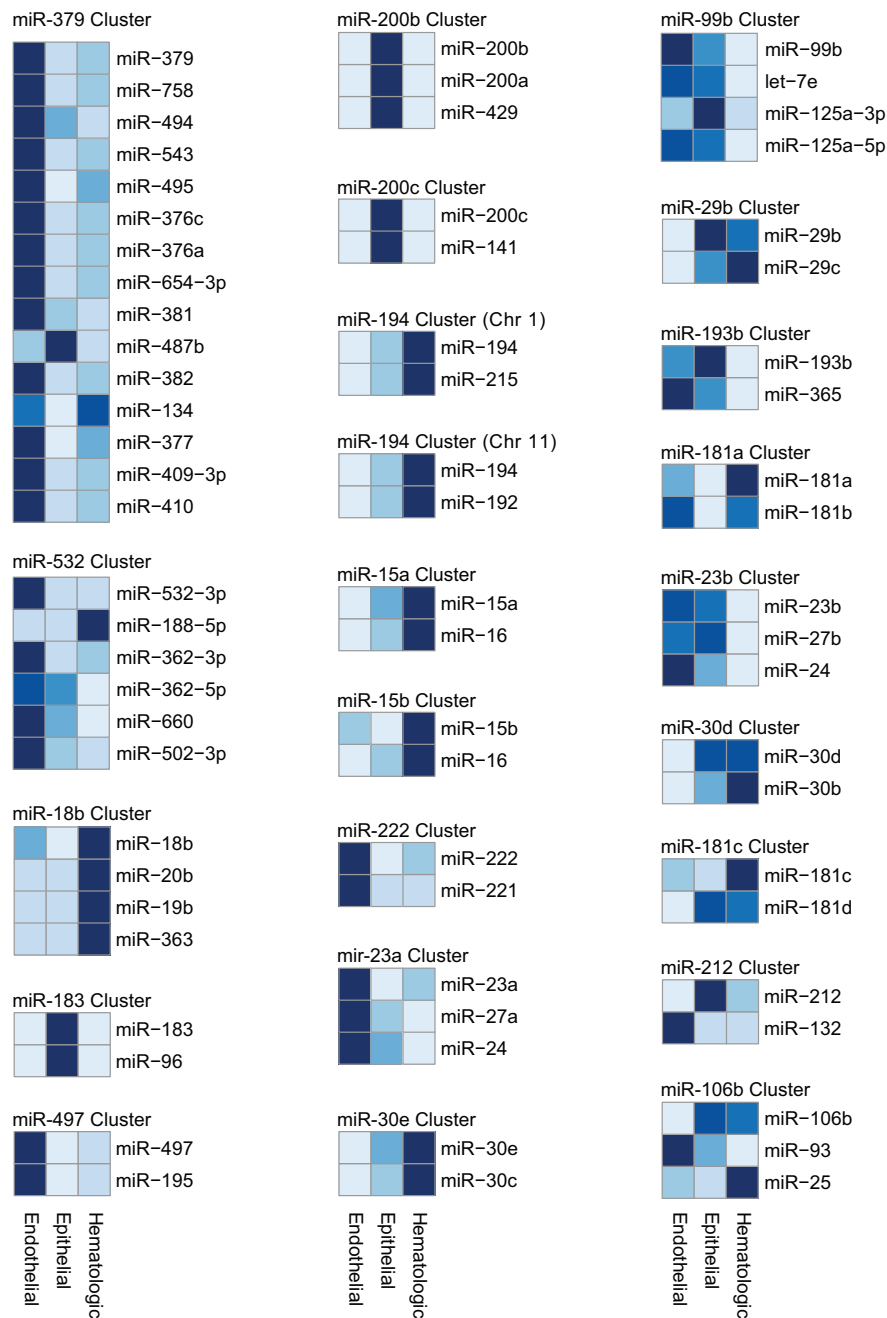 miR-379 Cluster
miR−379
miR−758
miR−494
miR−543
miR−495
miR−376c
miR−376a
miR−654−3p
miR−381
miR−487b
miR−382
miR−134
miR−377
miR−409−3p
miR−410
miR-532 Cluster
miR−532−3p
miR−188−5p
miR−362−3p
miR−362−5p
miR−660
miR−502−3p
miR-18b Cluster
miR−18b
miR−20b
miR−19b
miR−363
miR-183 Cluster
miR−183
miR−96
miR-497 Cluster
miR−497
miR−195
Endothelial
Epithelial
Hematologic
miR-200b Cluster
miR−200b
miR−200a
miR−429
miR-200c Cluster
miR−200c
miR−141
miR-194 Cluster (Chr 1)
miR−194
miR−215
miR-194 Cluster (Chr 11)
miR−194
miR−192
miR-15a Cluster
miR−15a
miR−16
miR-15b Cluster
miR−15b
miR−16
miR-222 Cluster
miR−222
miR−221
mir-23a Cluster
miR−23a
miR−27a
miR−24
miR-30e Cluster
miR−30e
miR−30c
Endothelial
Epithelial
Hematologic
miR-99b Cluster
miR−99b
let−7e
miR−125a−3p
miR−125a−5p
miR-29b Cluster
miR−29b
miR−29c
miR-193b Cluster
miR−193b
miR−365
miR-181a Cluster
miR−181a
miR−181b
miR-23b Cluster
miR−23b
miR−27b
miR−24
miR-30d Cluster
miR−30d
miR−30b
miR-181c Cluster
miR−181c
miR−181d
miR-212 Cluster
miR−212
miR−132
miR-106b Cluster
miR−106b
miR−93
miR−25
Endothelial
Epithelial
Hematologic